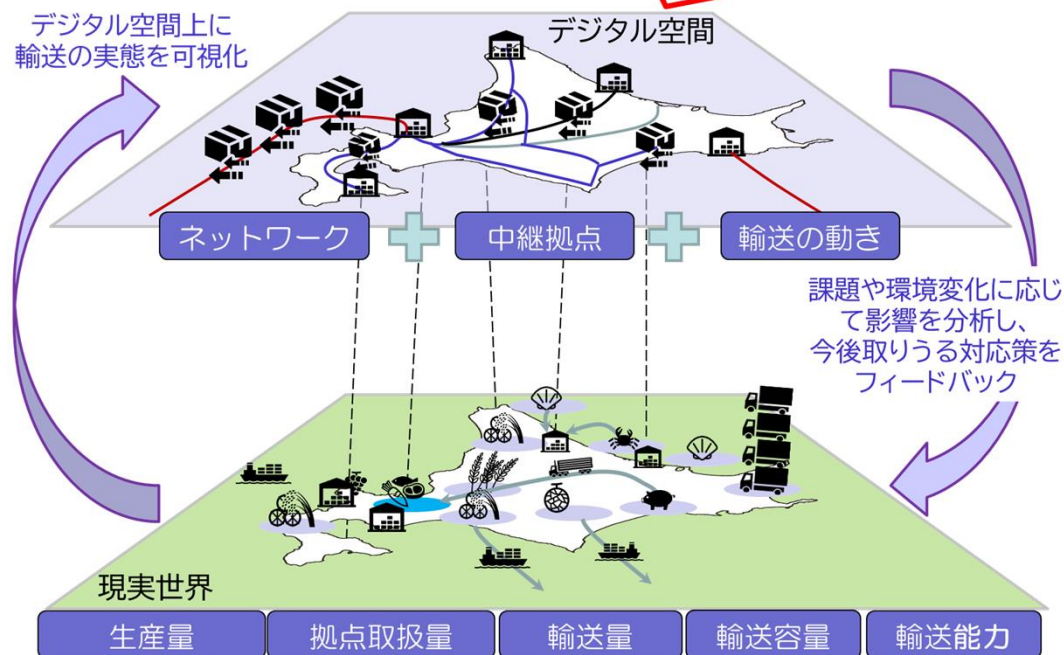 デジタル空間上に
輸送の実態を可視化
デジタル空間
ネットワーク
中継拠点
輸送の動き
課題や環境変化に応じ
て影響を分析し、
今後取りうる対応策を
フィードバック
現実世界
生産量
拠点取扱量
輸送量
輸送容量
輸送能力